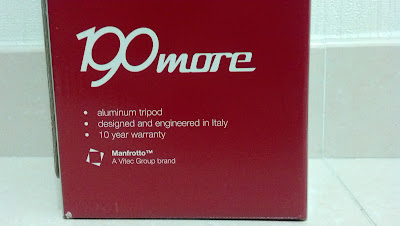 190more
• aluminum tripod
• designed and engineered in Italy
• 10 year warranty
Manfrotto™
A Vitec Group brand